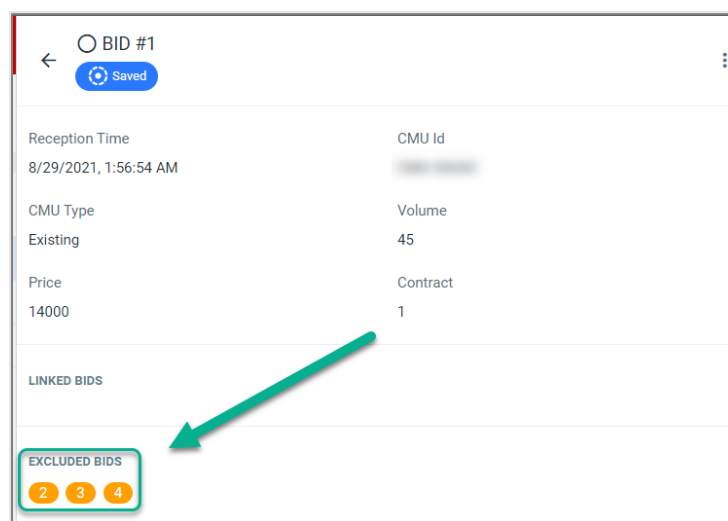 BID #1
Saved
Reception Time
CMU Id
8/29/2021, 1:56:54 AM
CMU Type
Volume
Existing
45
Price
Contract
14000
1
LINKED BIDS
EXCLUDED BIDS
2 3 4